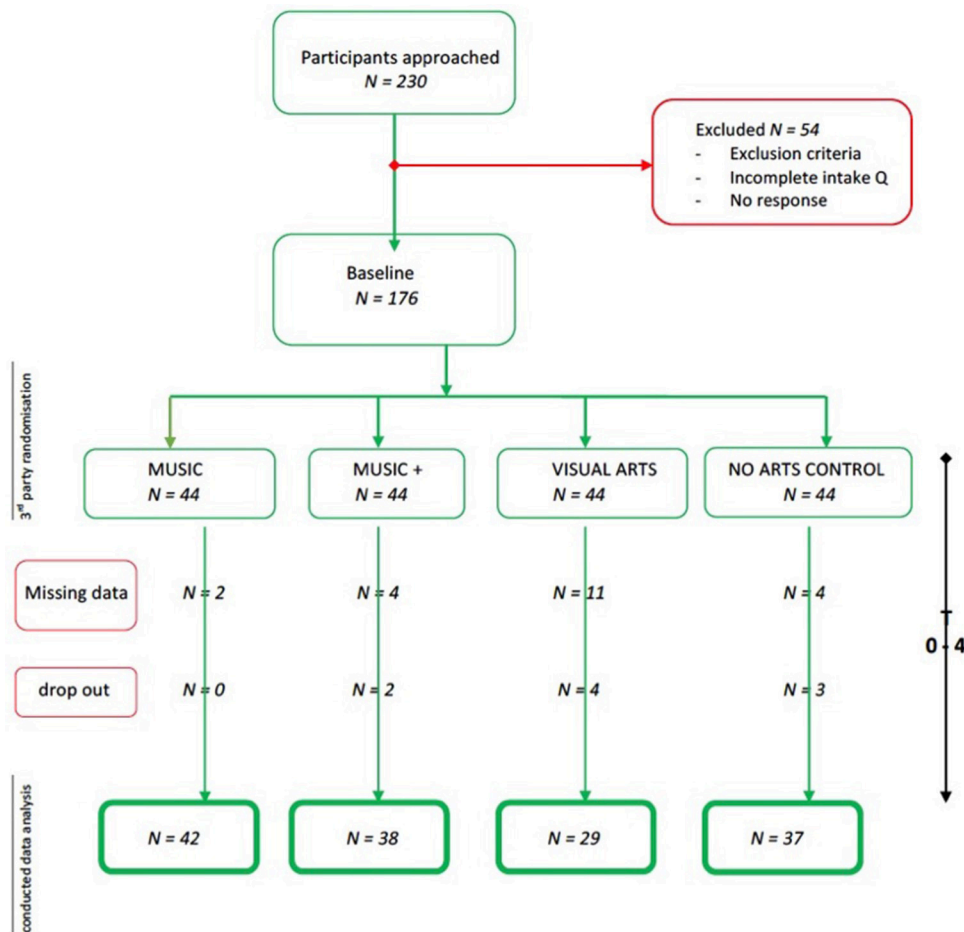 Participants approached
N = 230
Excluded N = 54
- Exclusion criteria
- Incomplete intake Q
- No response
Baseline
N = 176
3rd party randomisation
MUSIC
N = 44
MUSIC +
N = 44
VISUAL ARTS
N = 44
NO ARTS CONTROL
N = 44
Missing data
N = 2
N = 4
N = 11
N = 4
T
0 - 4
drop out
N = 0
N = 2
N = 4
N = 3
conducted data analysis
N = 42
N = 38
N = 29
N = 37